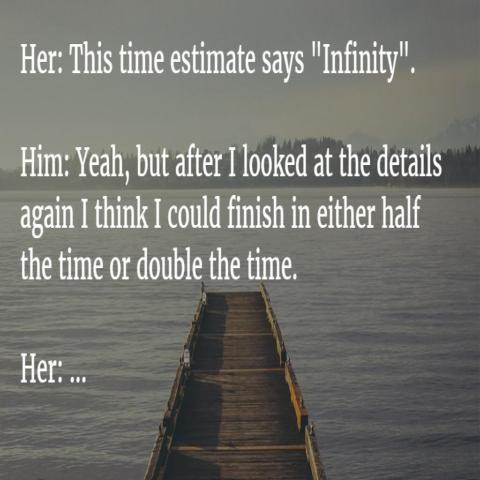 Her: This time estimate says "Infinity".
Him: Yeah, but after I looked at the details
again I think I could finish in either half
the time or double the time.
Her: ...